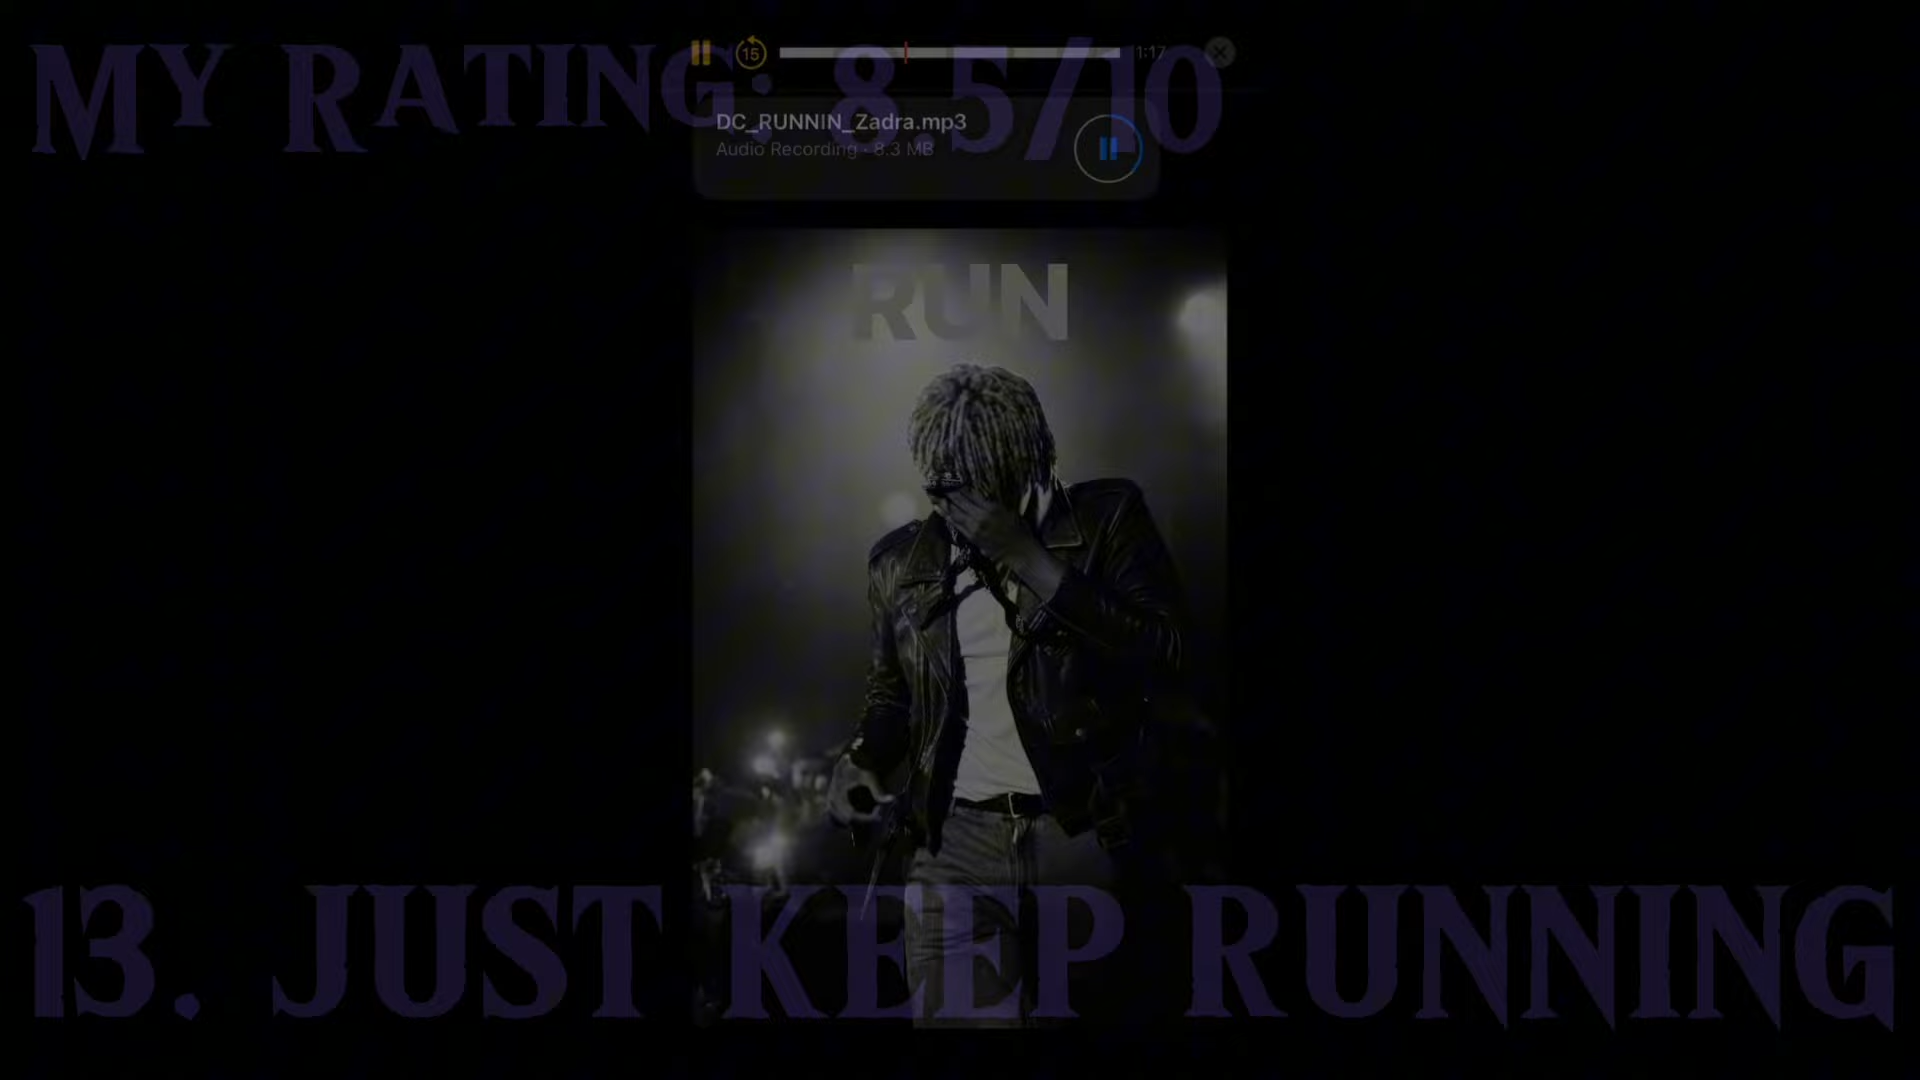 MY RATING: 8.5/10
15
1:17
DC_RUNNIN_Zadra.mp3
Audio Recording · 8.3 MB
RUN
13. JUST KEEP RUNNING